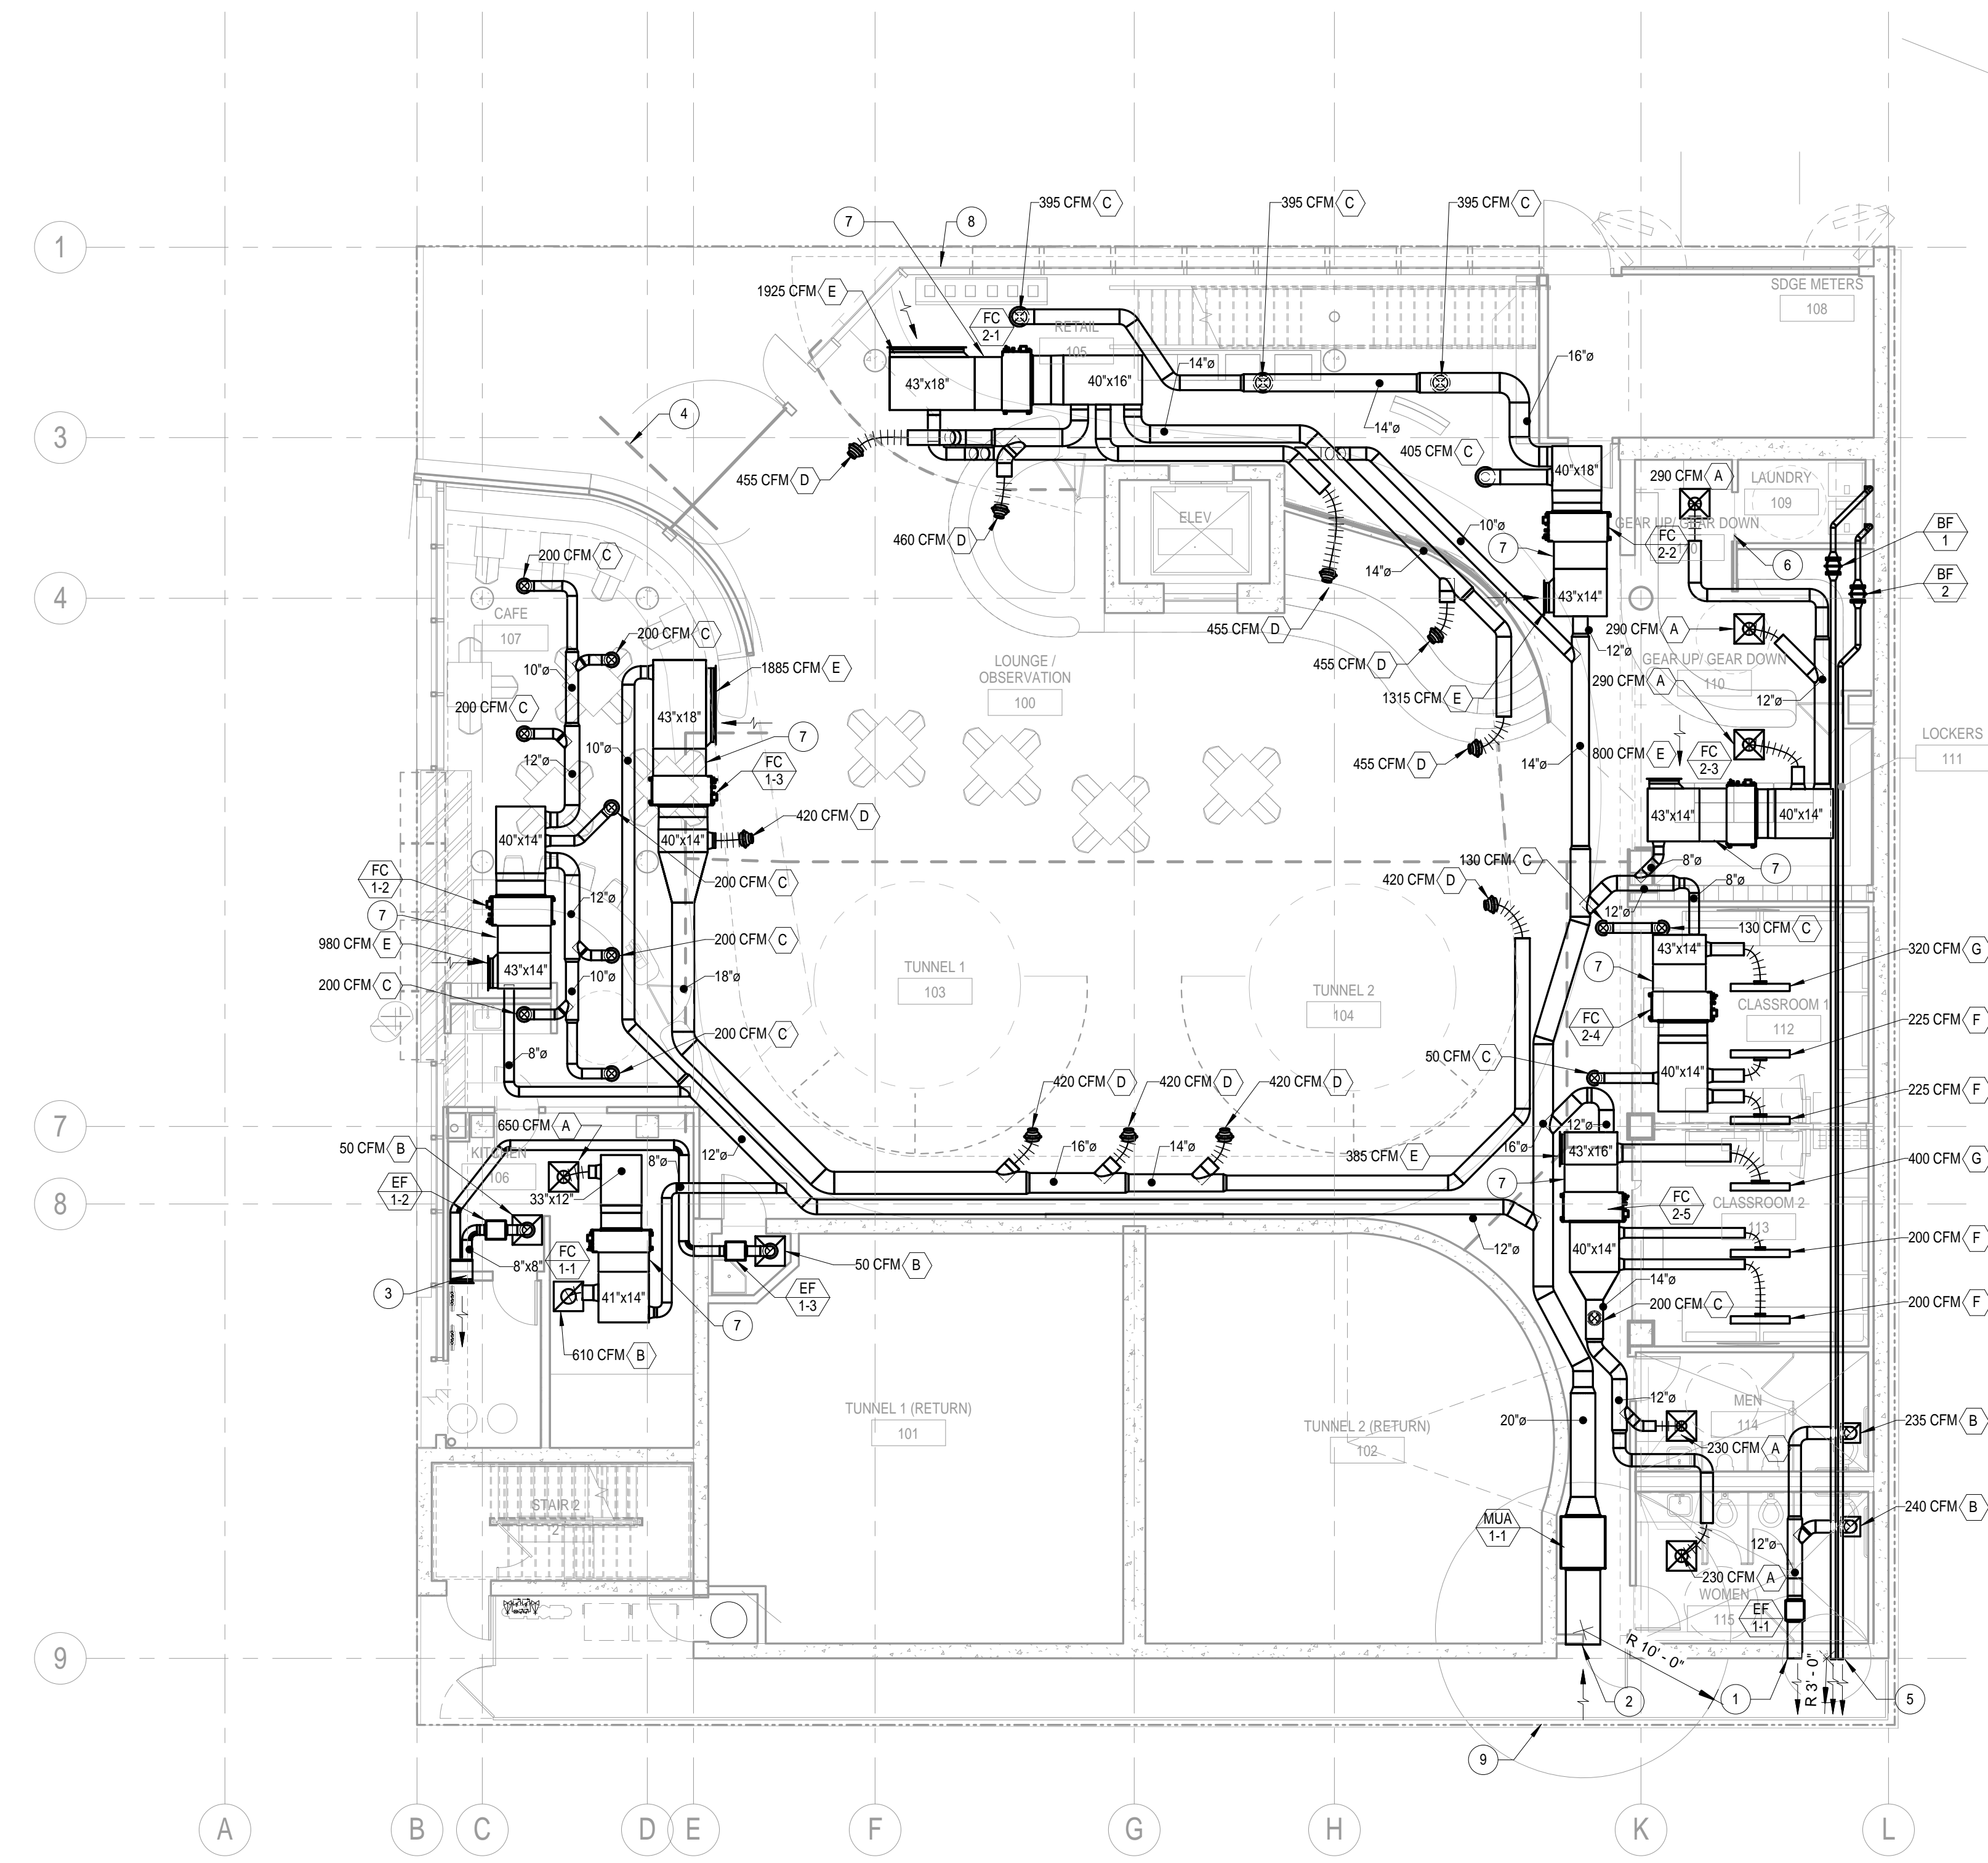 1
395 CFM C
395 CFM C
395 CFM C
7
8
SDGE METERS
108
1925 CFM E
FC
2-1
RETAIL
105
16"ø
14"ø
43"x18"
40"x16"
4
14"ø
3
405 CFM C
455 CFM D
40"x18"
290 CFM A
LAUNDRY
109
ELEV
GEAR UP/ GEAR DOWN
460 CFM D
10"ø
7
FC
2-2
BF
1
200 CFM C
14"ø
6
4
43"x14"
BF
2
CAFE
107
455 CFM D
290 CFM A
200 CFM C
12"ø
LOUNGE /
OBSERVATION
100
455 CFM D
GEAR UP/ GEAR DOWN
110
1885 CFM E
10"ø
290 CFM A
1315 CFM E
12"ø
200 CFM C
43"x18"
LOCKERS
111
7
10"ø
455 CFM D
800 CFM E
FC
2-3
12"ø
14"ø
FC
1-3
43"x14"
40"x14"
420 CFM D
40"x14"
40"x14"
130 CFM C
8"ø
7
FC
1-2
200 CFM C
420 CFM D
8"ø
12"ø
12"ø
7
130 CFM C
200 CFM C
980 CFM E
43"x14"
320 CFM G
43"x14"
TUNNEL 1
103
7
18"ø
10"ø
200 CFM C
TUNNEL 2
104
CLASSROOM 1
112
FC
2-4
225 CFM F
200 CFM C
8"ø
50 CFM C
40"x14"
420 CFM D
420 CFM D
420 CFM D
225 CFM F
7
650 CFM A
12"ø
12"ø
16"ø
14"ø
16"ø
50 CFM B
KITCHEN
106
8"ø
385 CFM E
43"x16"
400 CFM G
EF
1-2
33"x12"
7
8
FC
2-5
CLASSROOM 2
113
12"ø
40"x14"
200 CFM F
8"x8"
FC
1-1
50 CFM B
EF
1-3
3
41"x14"
14"ø
200 CFM C
200 CFM F
7
610 CFM B
12"ø
MEN
114
TUNNEL 1 (RETURN)
101
20"ø
235 CFM B
TUNNEL 2 (RETURN)
102
230 CFM A
STAIR 2
2
MUA
1-1
240 CFM B
12"ø
230 CFM A
WOMEN
115
EF
1-1
9
R 10' - 0"
R 3' - 0"
2
1
5
9
A
B
C
D
E
F
G
H
K
L